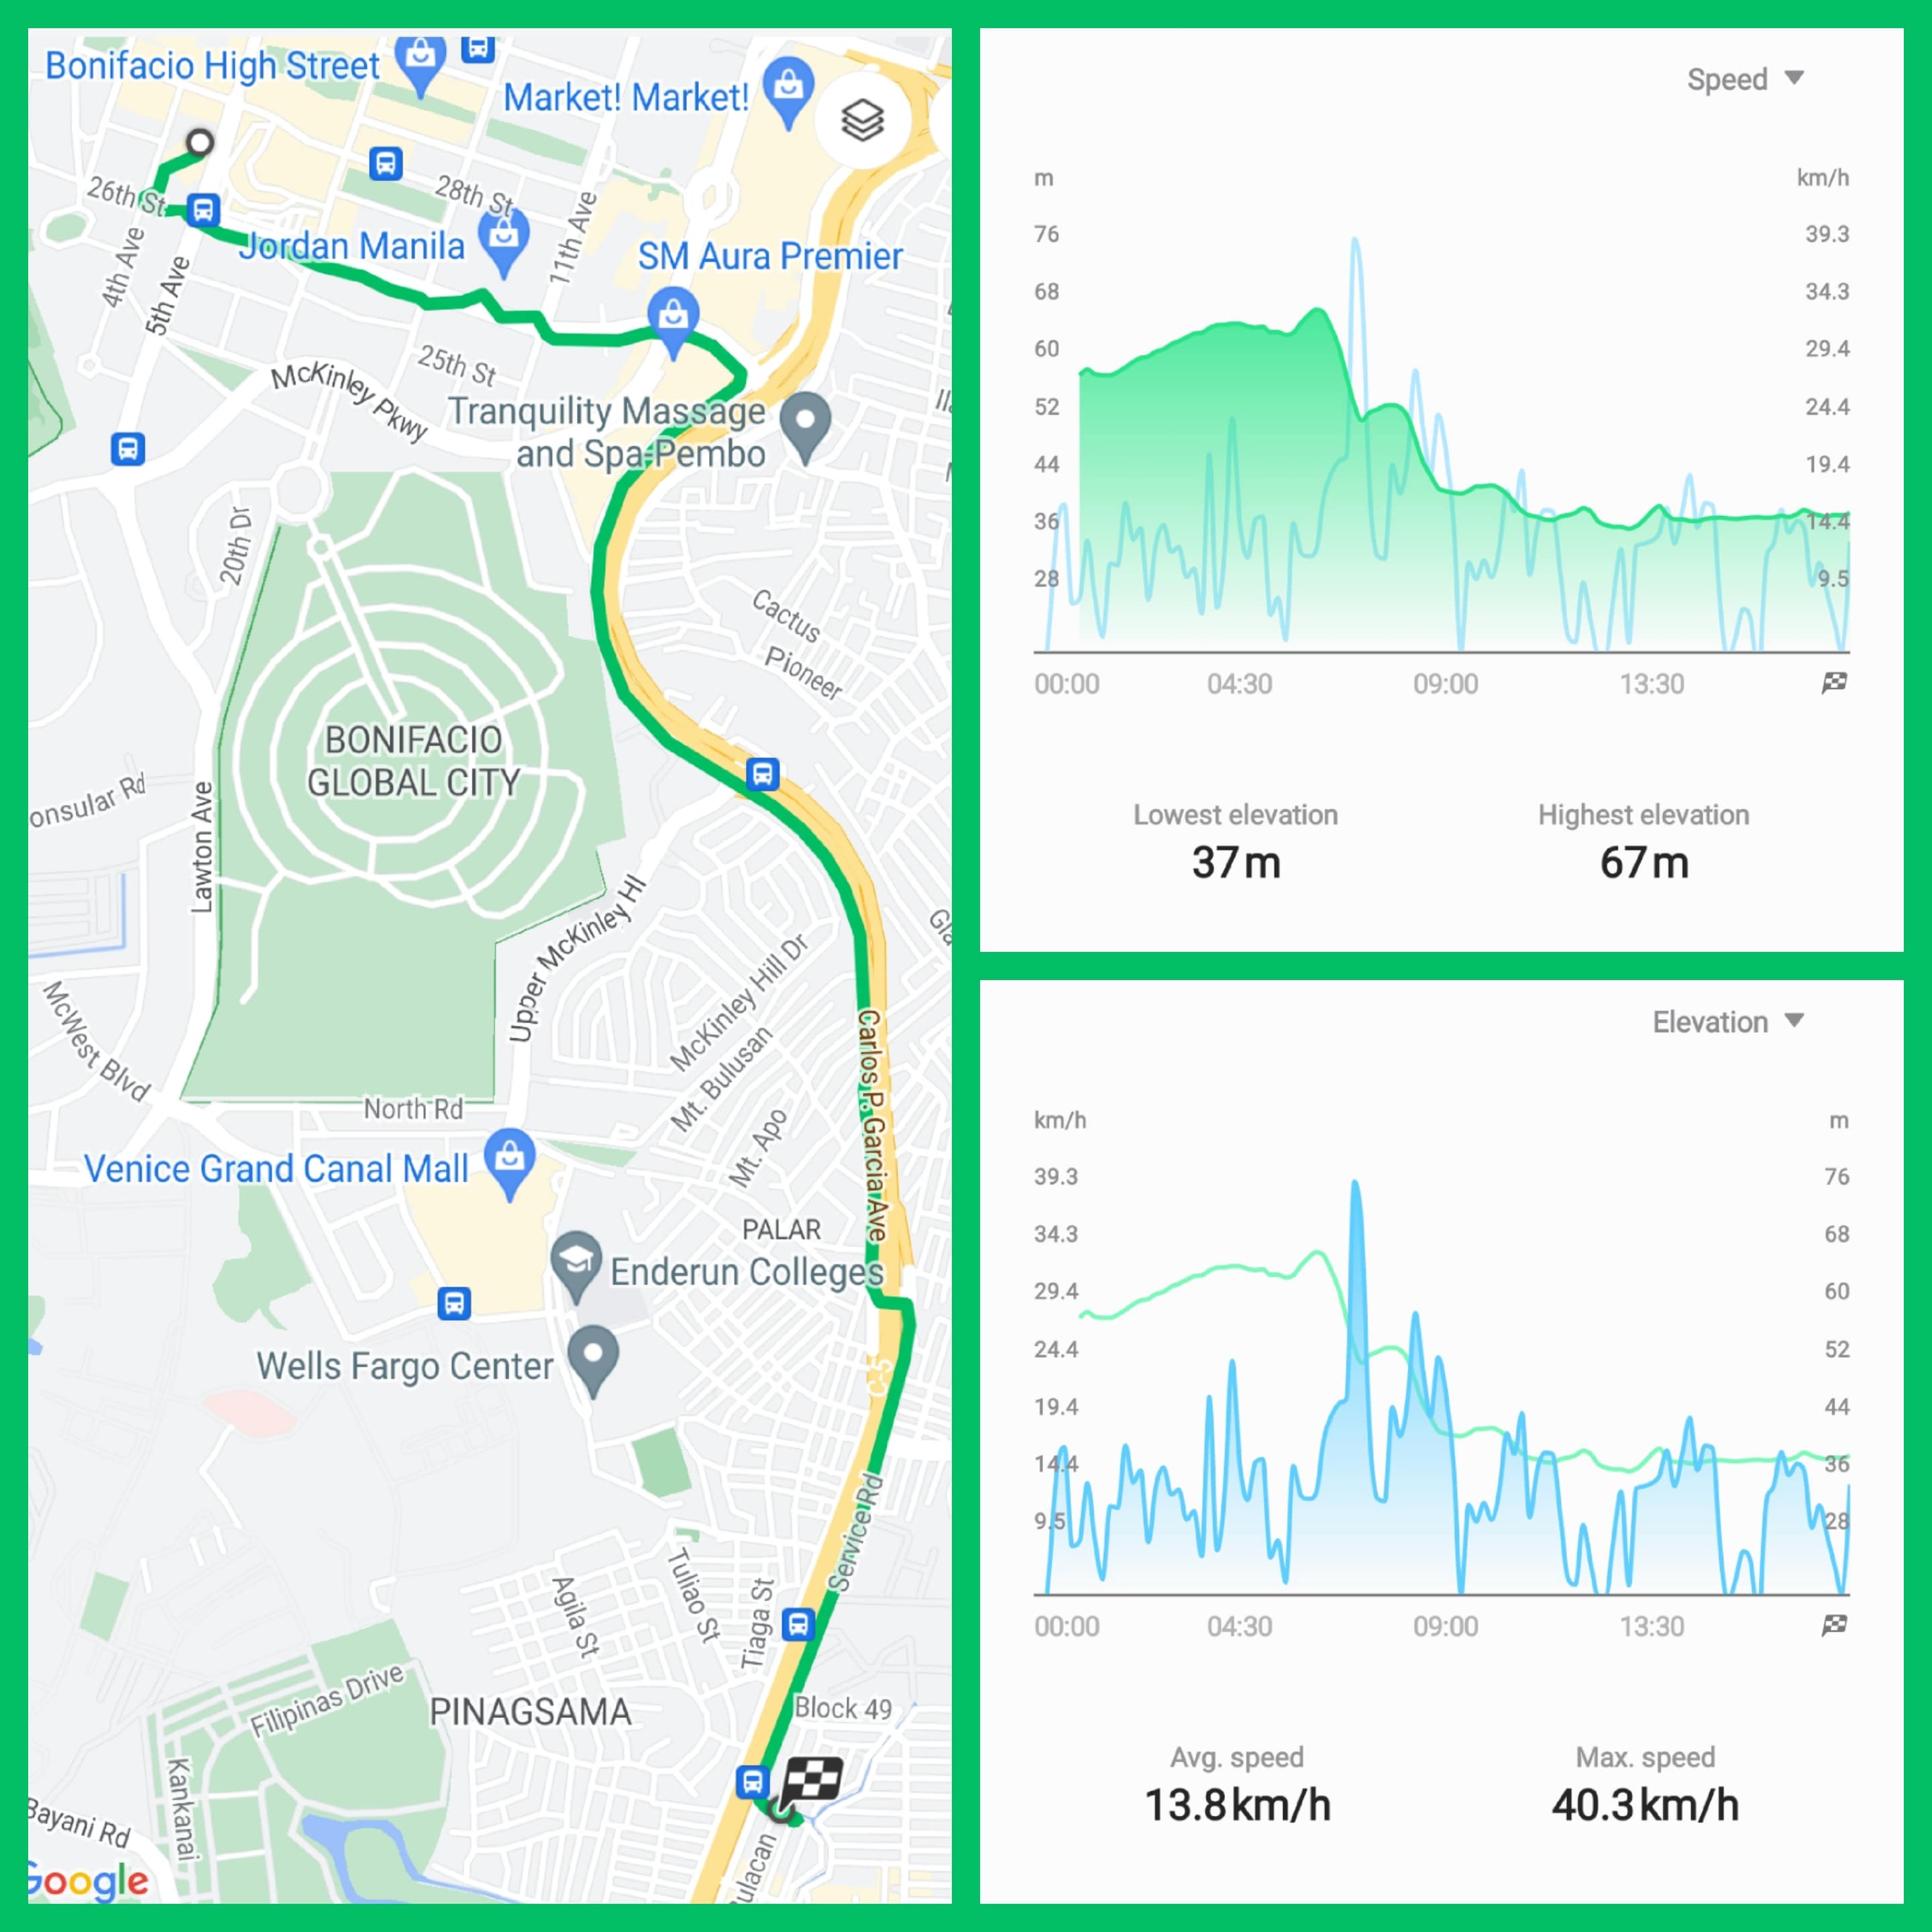 Bonifacio High Street
Market! Market!
26th St
28th St
Jordan Manila
11th Ave
SM Aura Premier
4th Ave
5th Ave
25th St
McKinley Pkwy
Tranquility Massage
and Spa-Pembo
20th Dr
Cactus
Pioneer
BONIFACIO
GLOBAL CITY
Lawton Ave
Upper McKinley Hl
McKinley Hill Dr
Mt. Bulusan
Mt. Apo
Carlos P. Garcia Ave
McWest Blvd
North Rd
Venice Grand Canal Mall
PALAR
Enderun Colleges
Wells Fargo Center
C-5
Service Rd
Agila St
Tuliao St
Tiaga St
Filipinas Drive
PINAGSAMA
Block 49
Kankanai
Bayani Rd
Google
Speed
m km/h
76 39.3
68 34.3
60 29.4
52 24.4
44 19.4
36 14.4
28 9.5
00:00 04:30 09:00 13:30
Lowest elevation Highest elevation
37 m 67 m
Elevation
km/h m
39.3 76
34.3 68
29.4 60
24.4 52
19.4 44
14.4 36
9.5 28
00:00 04:30 09:00 13:30
Avg. speed Max. speed
13.8 km/h 40.3 km/h